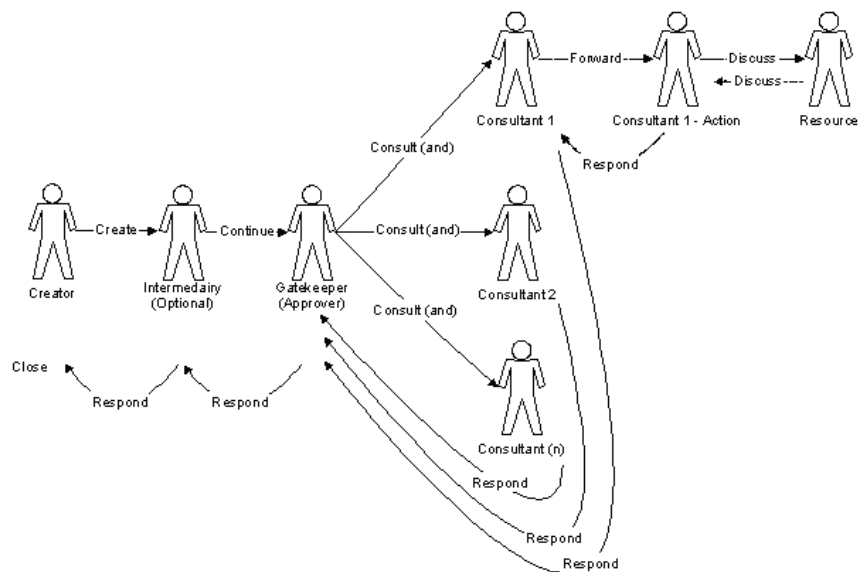 Forward
Discuss
Discuss
Consultant 1
Consultant 1 - Action
Resource
Consult (and)
Respond
Create
Continue
Consult (and)
Creator
Intermedairy
(Optional)
Gatekeeper
(Approver)
Consultant 2
Consult (and)
Close
Respond
Respond
Consultant (n)
Respond
Respond
Respond